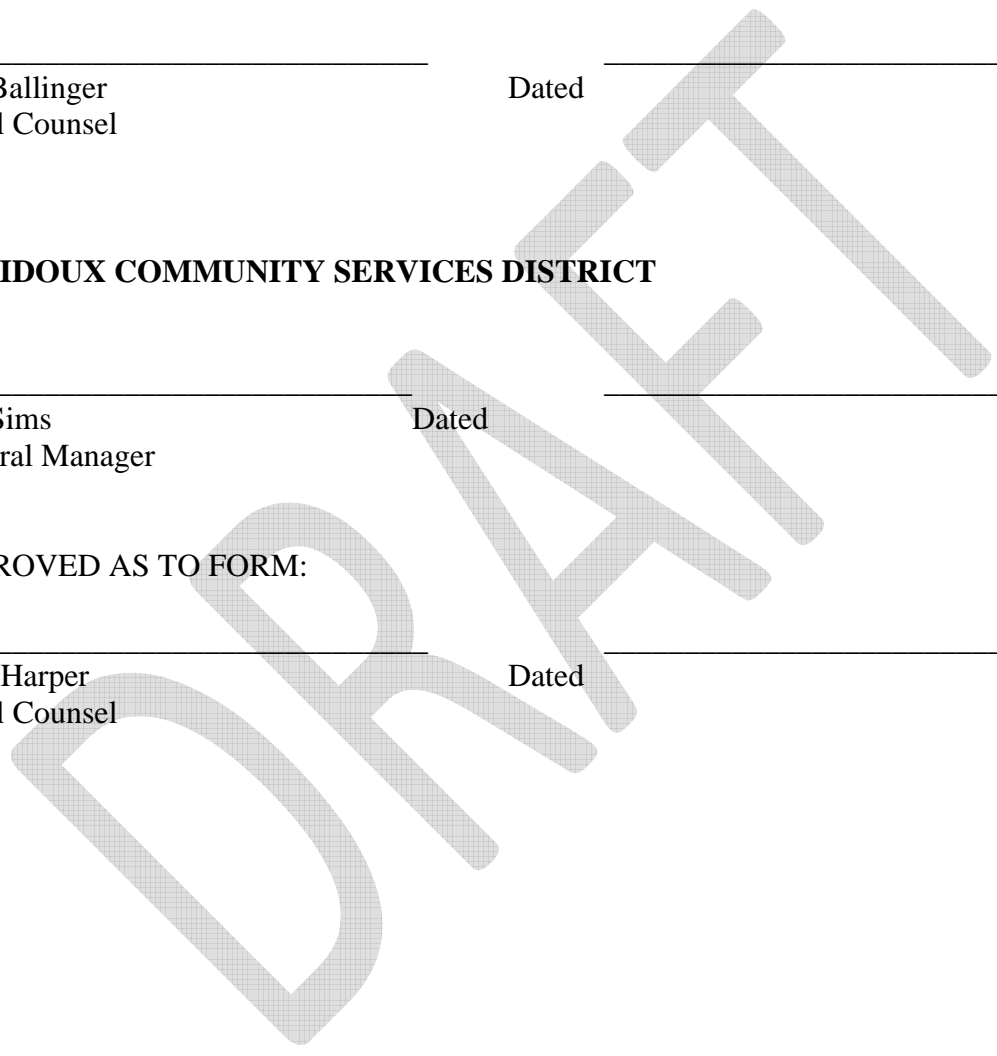 Ballinger Dated
l Counsel
IDOUX COMMUNITY SERVICES DISTRICT
Sims Dated
ral Manager
ROVED AS TO FORM:
Harper Dated
l Counsel
DRAFT